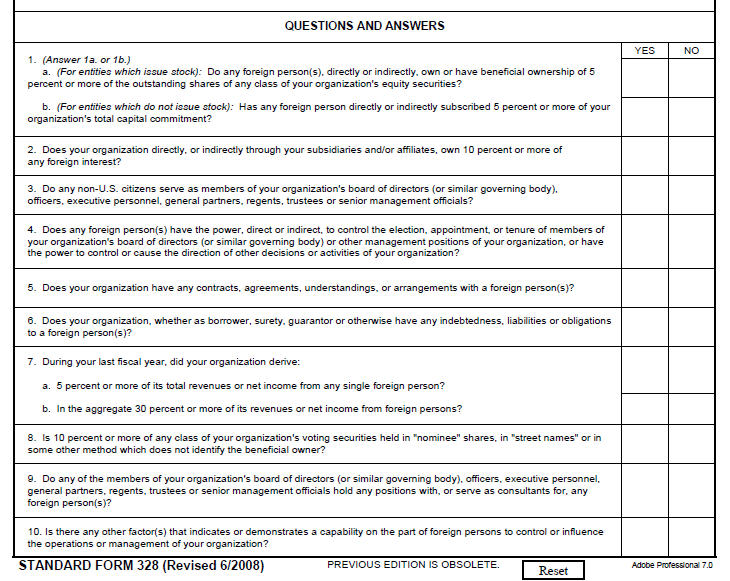 QUESTIONS AND ANSWERS
YES NO
1. (Answer 1a. or 1b.)
a. (For entities which issue stock): Do any foreign person(s), directly or indirectly, own or have beneficial ownership of 5
percent or more of the outstanding shares of any class of your organization's equity securities?
b. (For entities which do not issue stock): Has any foreign person directly or indirectly subscribed 5 percent or more of your
organization's total capital commitment?
2. Does your organization directly, or indirectly through your subsidiaries and/or affiliates, own 10 percent or more of
any foreign interest?
3. Do any non-U.S. citizens serve as members of your organization's board of directors (or similar governing body),
officers, executive personnel, general partners, regents, trustees or senior management officials?
4. Does any foreign person(s) have the power, direct or indirect, to control the election, appointment, or tenure of members of
your organization's board of directors (or similar governing body) or other management positions of your organization, or have
the power to control or cause the direction of other decisions or activities of your organization?
5. Does your organization have any contracts, agreements, understandings, or arrangements with a foreign person(s)?
6. Does your organization, whether as borrower, surety, guarantor or otherwise have any indebtedness, liabilities or obligations
to a foreign person(s)?
7. During your last fiscal year, did your organization derive:
a. 5 percent or more of its total revenues or net income from any single foreign person?
b. In the aggregate 30 percent or more of its revenues or net income from foreign persons?
8. Is 10 percent or more of any class of your organization's voting securities held in "nominee" shares, in "street names" or in
some other method which does not identify the beneficial owner?
9. Do any of the members of your organization's board of directors (or similar governing body), officers, executive personnel,
general partners, regents, trustees or senior management officials hold any positions with, or serve as consultants for, any
foreign person(s)?
10. Is there any other factor(s) that indicates or demonstrates a capability on the part of foreign persons to control or influence
the operations or management of your organization?
STANDARD FORM 328 (Revised 6/2008) PREVIOUS EDITION IS OBSOLETE. Reset Adobe Professional 7.0